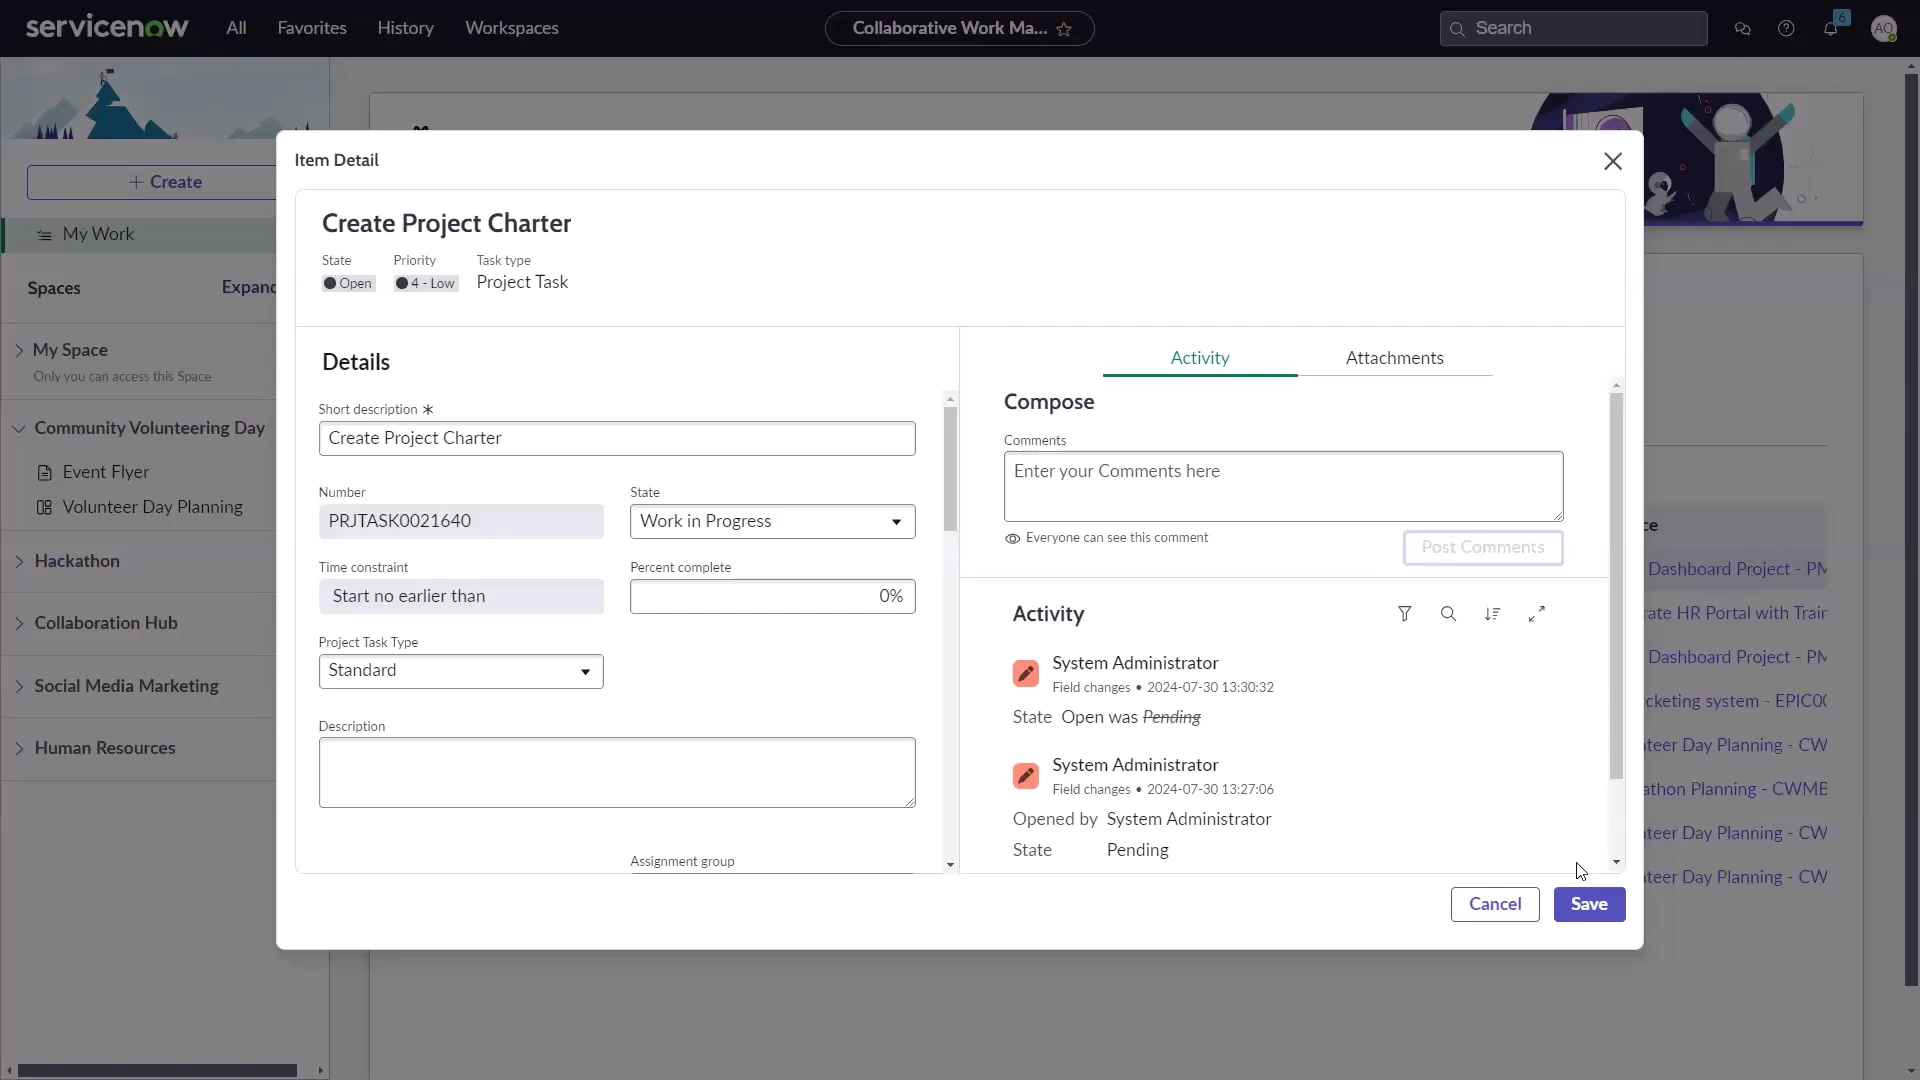 servicenow All Favorites History Workspaces Collaborative Work Ma... Search 6 AO
Create
My Work
Spaces Expand
My Space
Only you can access this Space
Community Volunteering Day
Event Flyer
Volunteer Day Planning
Hackathon
Collaboration Hub
Social Media Marketing
Human Resources
Item Detail
Create Project Charter
State Priority Task type
Open 4 - Low Project Task
Details
Short description *
Create Project Charter
Number State
PRJTASK0021640 Work in Progress
Time constraint Percent complete
Start no earlier than 0%
Project Task Type
Standard
Description
Assignment group
Activity Attachments
Compose
Comments
Enter your Comments here
Everyone can see this comment
Post Comments
Activity
System Administrator
Field changes • 2024-07-30 13:30:32
State Open was Pending
System Administrator
Field changes • 2024-07-30 13:27:06
Opened by System Administrator
State Pending
Cancel Save
Dashboard Project - PM
rate HR Portal with Train
Dashboard Project - PM
cketing system - EPIC00
teer Day Planning - CW
athon Planning - CWMB
teer Day Planning - CW
teer Day Planning - CW